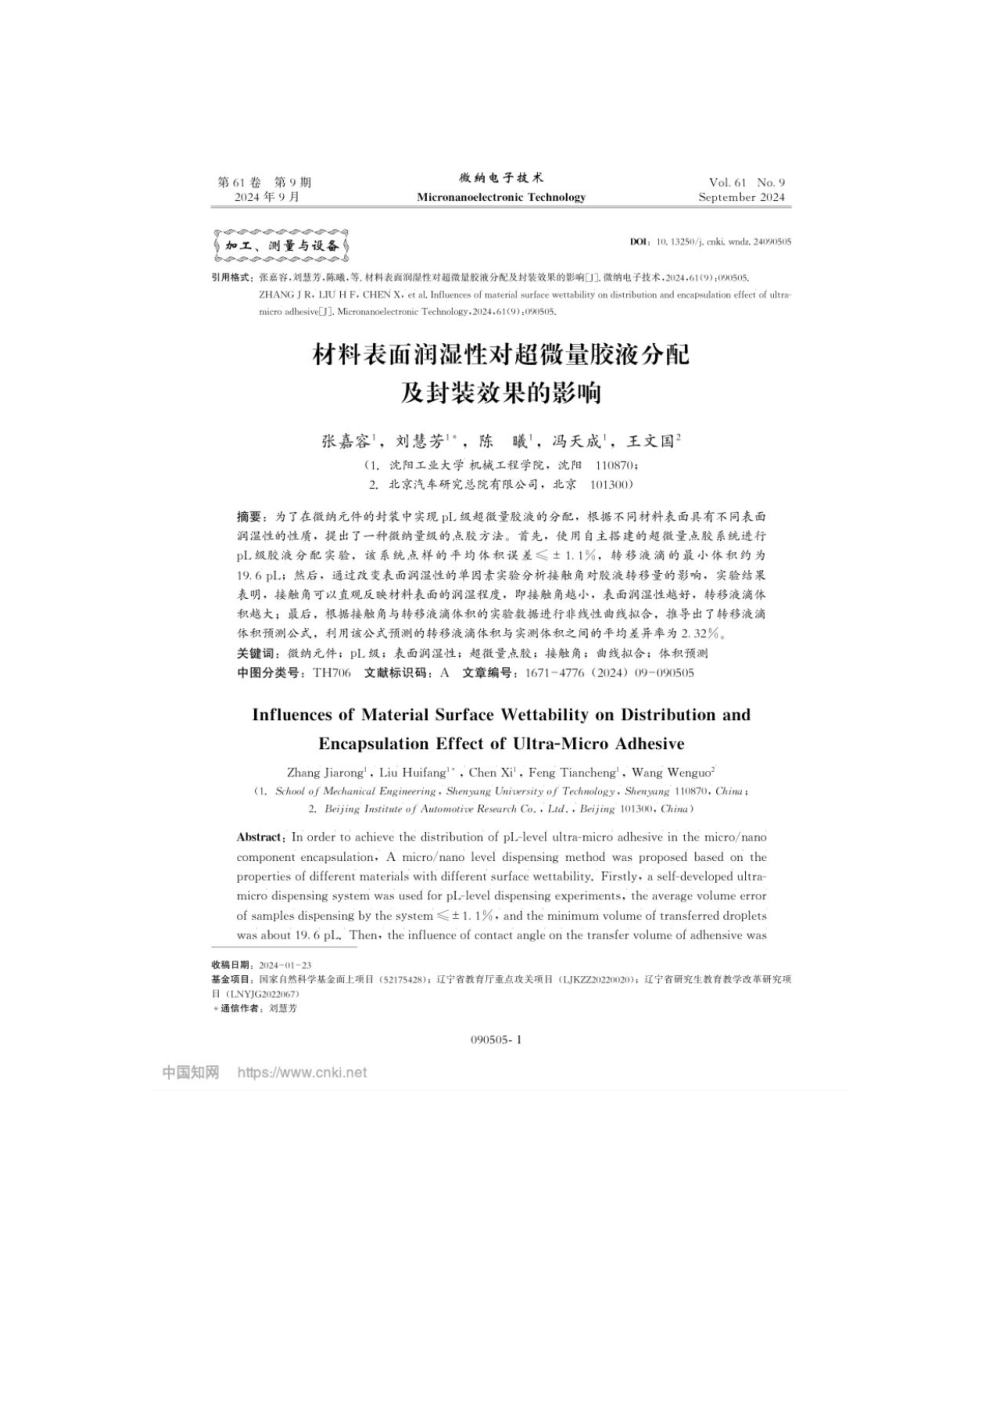 第61卷 第9期
2024年9月
微纳电子技术
Micronanoelectronic Technology
Vol. 61 No. 9
September 2024
加工、测量与设备
DOI: 10. 13250/j. cnki. wndz. 24090505
引用格式: 张嘉容,刘慧芳,陈曦,等. 材料表面润湿性对超微量胶液分配及封装效果的影响[J]. 微纳电子技术,2024,61(9):090505.
ZHANG J R, LIU H F, CHEN X, et al. Influences of material surface wettability on distribution and encapsulation effect of ultra-
micro adhesive[J]. Micronanoelectronic Technology,2024,61(9):090505.
材料表面润湿性对超微量胶液分配
及封装效果的影响
张嘉容¹, 刘慧芳¹*, 陈 曦¹, 冯天成¹, 王文国²
(1. 沈阳工业大学 机械工程学院, 沈阳 110870;
2. 北京汽车研究总院有限公司, 北京 101300)
摘要: 为了在微纳元件的封装中实现 pL 级超微量胶液的分配, 根据不同材料表面具有不同表面
润湿性的性质, 提出了一种微纳量级的点胶方法。首先, 使用自主搭建的超微量点胶系统进行
pL 级胶液分配实验, 该系统点样的平均体积误差≤±1. 1%, 转移液滴的最小体积约为
19. 6 pL; 然后, 通过改变表面润湿性的单因素实验分析接触角对胶液转移量的影响, 实验结果
表明, 接触角可以直观反映材料表面的润湿程度, 即接触角越小, 表面润湿性越好, 转移液滴体
积越大; 最后, 根据接触角与转移液滴体积的实验数据进行非线性曲线拟合, 推导出了转移液滴
体积预测公式, 利用该公式预测的转移液滴体积与实测体积之间的平均差异率为 2. 32%。
关键词: 微纳元件; pL 级; 表面润湿性; 超微量点胶; 接触角; 曲线拟合; 体积预测
中图分类号: TH706 文献标识码: A 文章编号: 1671-4776 (2024) 09-090505
Influences of Material Surface Wettability on Distribution and
Encapsulation Effect of Ultra-Micro Adhesive
Zhang Jiarong¹, Liu Huifang¹*, Chen Xi¹, Feng Tiancheng¹, Wang Wenguo²
(1. School of Mechanical Engineering, Shenyang University of Technology, Shenyang 110870, China;
2. Beijing Institute of Automotive Research Co., Ltd., Beijing 101300, China)
Abstract: In order to achieve the distribution of pL-level ultra-micro adhesive in the micro/nano
component encapsulation, A micro/nano level dispensing method was proposed based on the
properties of different materials with different surface wettability. Firstly, a self-developed ultra-
micro dispensing system was used for pL-level dispensing experiments, the average volume error
of samples dispensing by the system ≤±1. 1%, and the minimum volume of transferred droplets
was about 19. 6 pL. Then, the influence of contact angle on the transfer volume of adhensive was
收稿日期: 2024-01-23
基金项目: 国家自然科学基金面上项目 (52175428); 辽宁省教育厅重点攻关项目 (LJKZZ20220020); 辽宁省研究生教育教学改革研究项
目 (LNYJG2022067)
*通信作者: 刘慧芳
090505- 1
中国知网 https://www.cnki.net